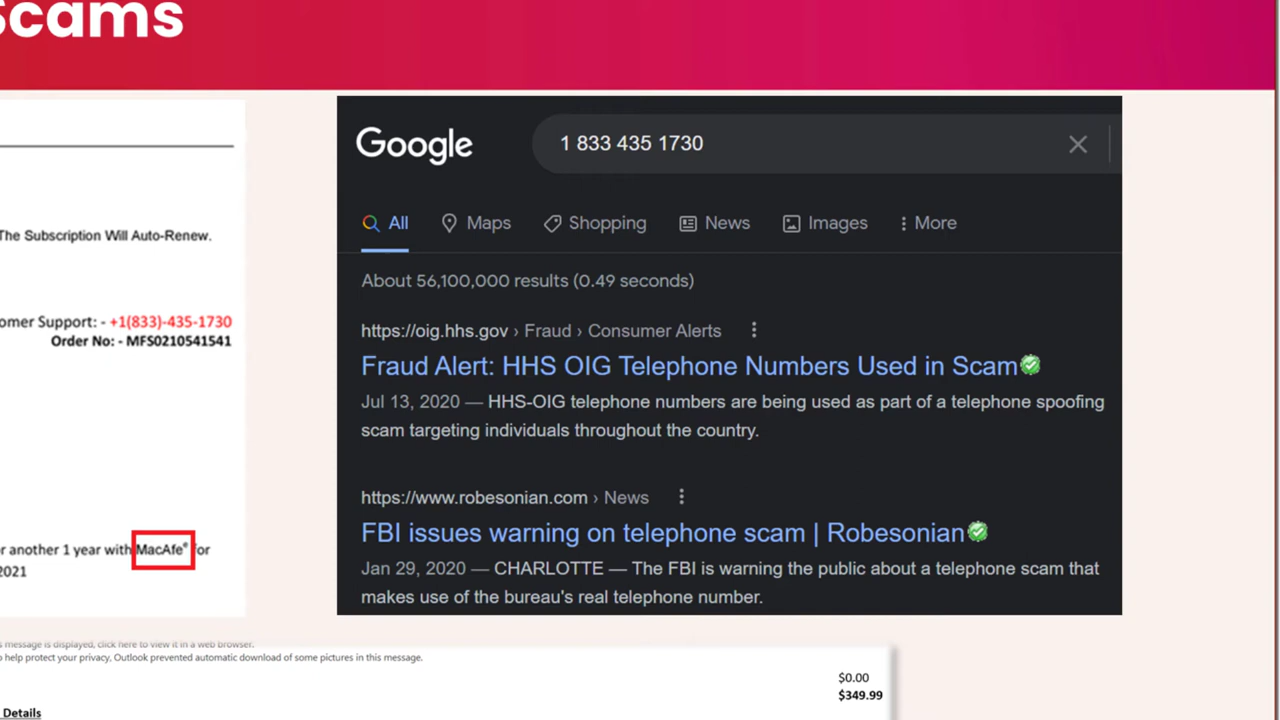 Scams
The Subscription Will Auto-Renew.
omer Support: - +1(833)-435-1730
Order No: - MFS0210541541
r another 1 year with MacAfe® for
2021
Google
1 833 435 1730
All
Maps
Shopping
News
Images
More
About 56,100,000 results (0.49 seconds)
https://oig.hhs.gov › Fraud › Consumer Alerts
Fraud Alert: HHS OIG Telephone Numbers Used in Scam
Jul 13, 2020 — HHS-OIG telephone numbers are being used as part of a telephone spoofing
scam targeting individuals throughout the country.
https://www.robesonian.com › News
FBI issues warning on telephone scam | Robesonian
Jan 29, 2020 — CHARLOTTE — The FBI is warning the public about a telephone scam that
makes use of the bureau's real telephone number.
s message is displayed, click here to view it in a web browser.
o help protect your privacy, Outlook prevented automatic download of some pictures in this message.
$0.00
$349.99
Details